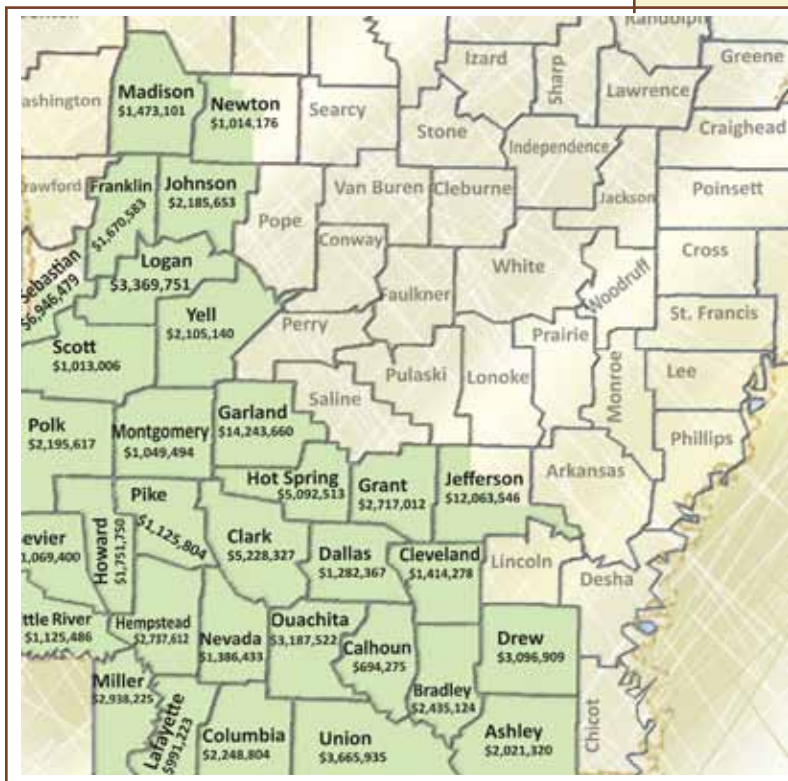 Randolph
Izard
Sharp
Greene
Lawrence
Madison
$1,473,101
Newton
$1,014,176
ashington
Searcy
Stone
Independence
Craighead
rawford
Franklin
$1,670,583
Johnson
$2,185,653
Van Buren
Cleburne
Jackson
Poinsett
Pope
Conway
White
Woodruff
Cross
Sebastian
$6,946,479
Logan
$3,369,751
Faulkner
St. Francis
Yell
$2,105,140
Perry
Prairie
Scott
$1,013,006
Pulaski
Lonoke
Monroe
Lee
Saline
Polk
$2,195,617
Montgomery
$1,049,494
Garland
$14,243,660
Phillips
Hot Spring
$5,092,513
Grant
$2,717,012
Jefferson
$12,063,546
Arkansas
Pike
$1,125,804
evier
1,069,400
Howard
$1,751,750
Clark
$5,228,327
Dallas
$1,282,367
Cleveland
$1,414,278
Lincoln
Desha
ttle River
$1,125,486
Hempstead
$2,737,612
Nevada
$1,386,433
Ouachita
$3,187,522
Calhoun
$694,275
Drew
$3,096,909
Miller
$2,938,225
Lafayette
$991,223
Bradley
$2,435,124
Chicot
Columbia
$2,248,804
Union
$3,665,935
Ashley
$2,021,320